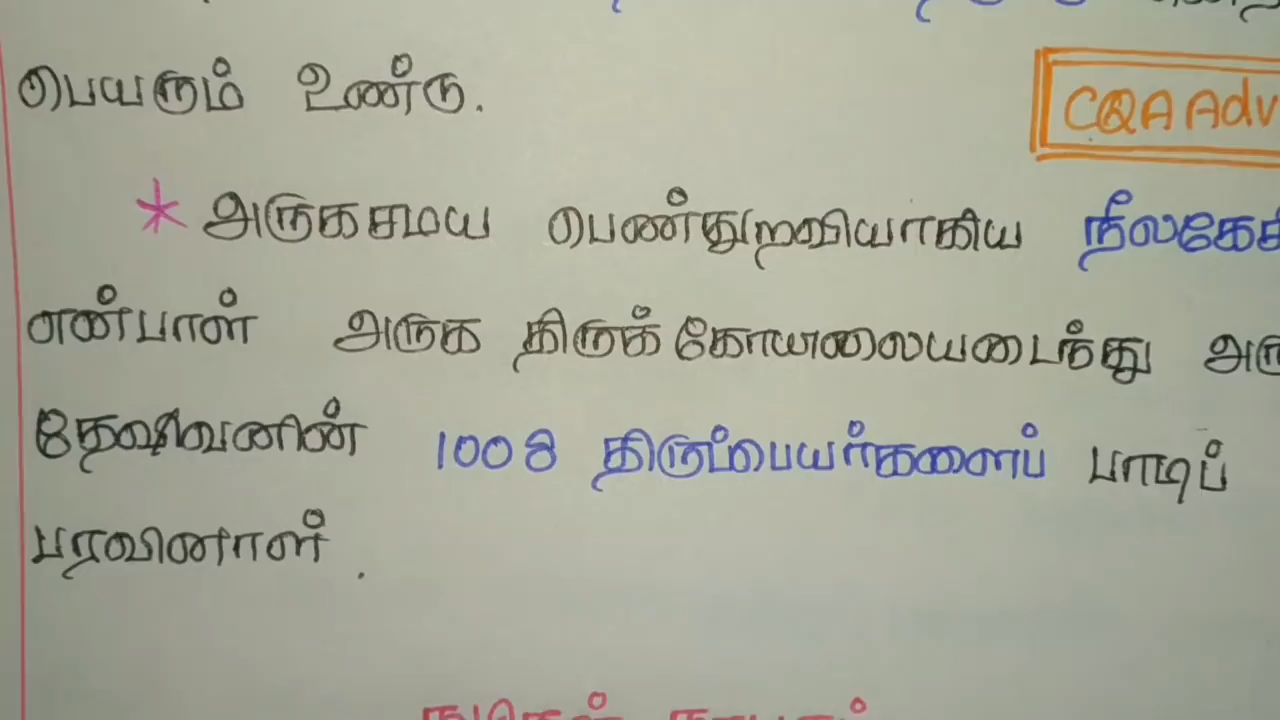 பெயரும் உண்டு.
CQA Adv
* அருகசமய பெண்துறவியாகிய நீலகேச
என்பாள் அருக திருக்கோயிலையடைந்து அரு
தேவனின் 1008 திருப்பெயர்களைப் பாடிப்
பரவினாள்.